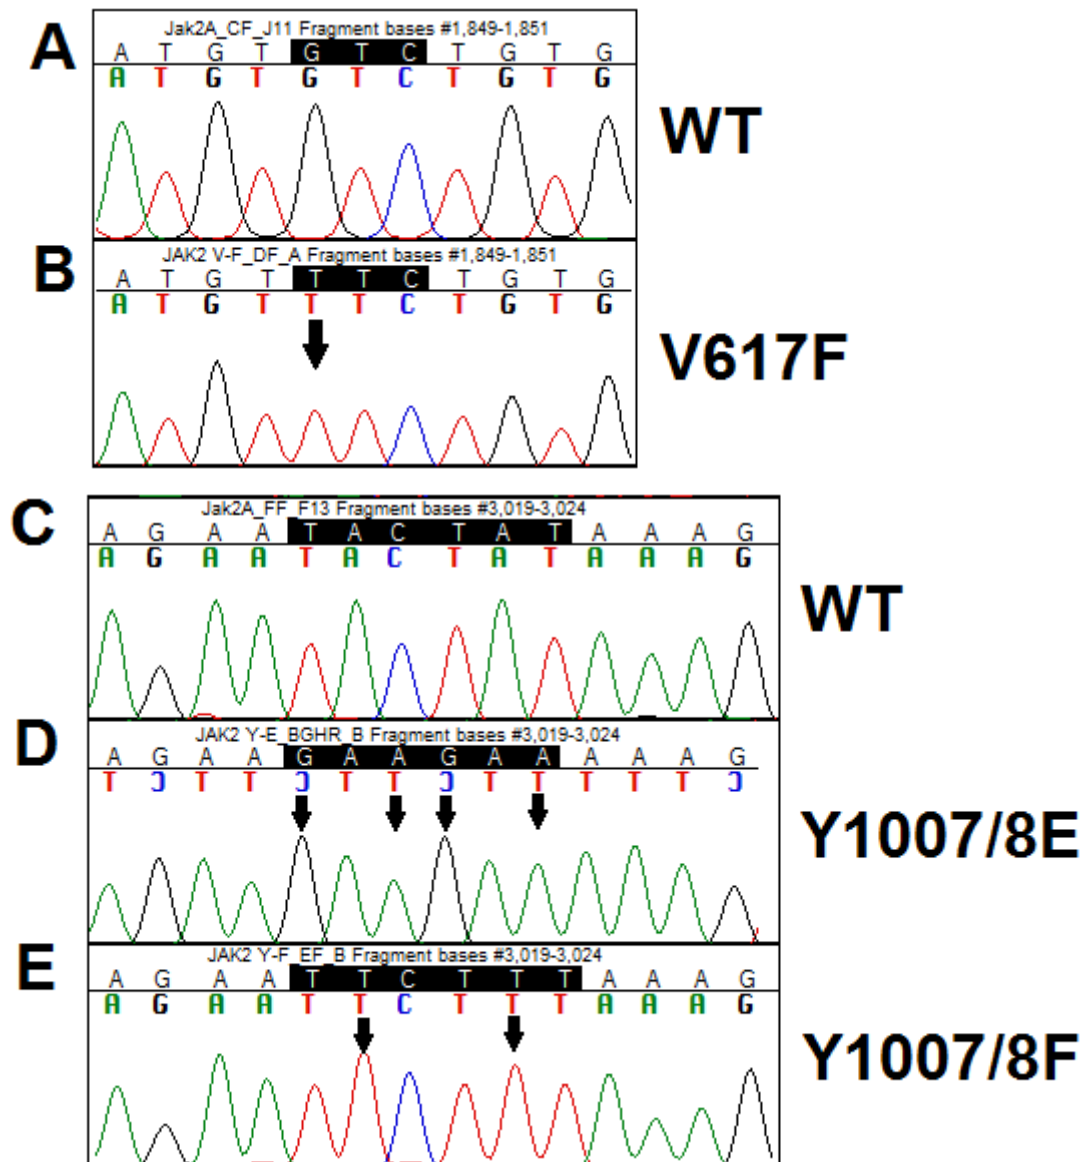 A
Jak2A_CF_J11 Fragment bases #1,849-1,851
A T G T G T C T G T G
A T G T G T C T G T G
WT
B
JAK2 V-F_DF_A Fragment bases #1,849-1,851
A T G T T T C T G T G
A T G T T T C T G T G
V617F
C
Jak2A_FF_F13 Fragment bases #3,019-3,024
A G A A T A C T A T A A A G
A G A A T A C T A T A A A G
WT
D
JAK2 Y-E_BGHR_B Fragment bases #3,019-3,024
A G A A G A A G A A A A A G
T C T T C T T C T T T T T C
Y1007/8E
E
JAK2 Y-F_EF_B Fragment bases #3,019-3,024
A G A A T T C T T T A A A G
A G A A T T C T T T A A A G
Y1007/8F